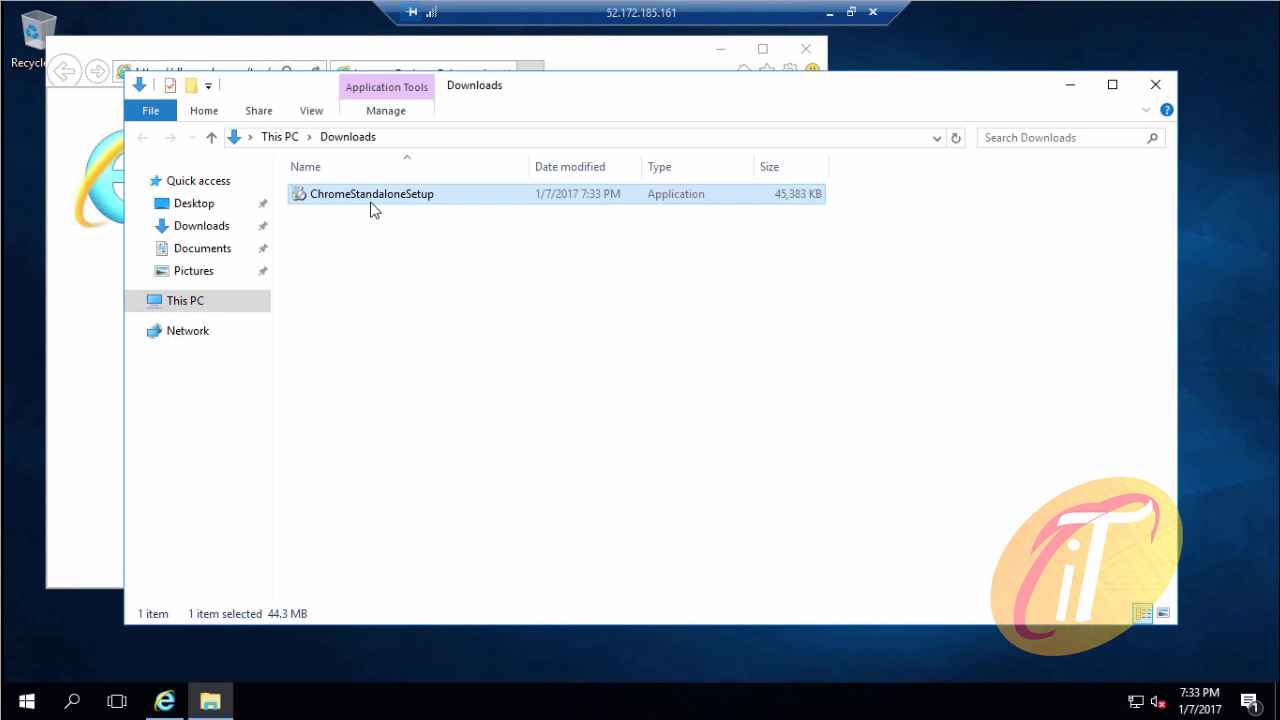 52.172.185.161
Recycle
Application Tools
Downloads
File
Home
Share
View
Manage
This PC
Downloads
Search Downloads
Name
Date modified
Type
Size
Quick access
Desktop
Downloads
Documents
Pictures
This PC
Network
ChromeStandaloneSetup
1/7/2017 7:33 PM
Application
45,383 KB
1 item
1 item selected
44.3 MB
iT
7:33 PM
1/7/2017
1